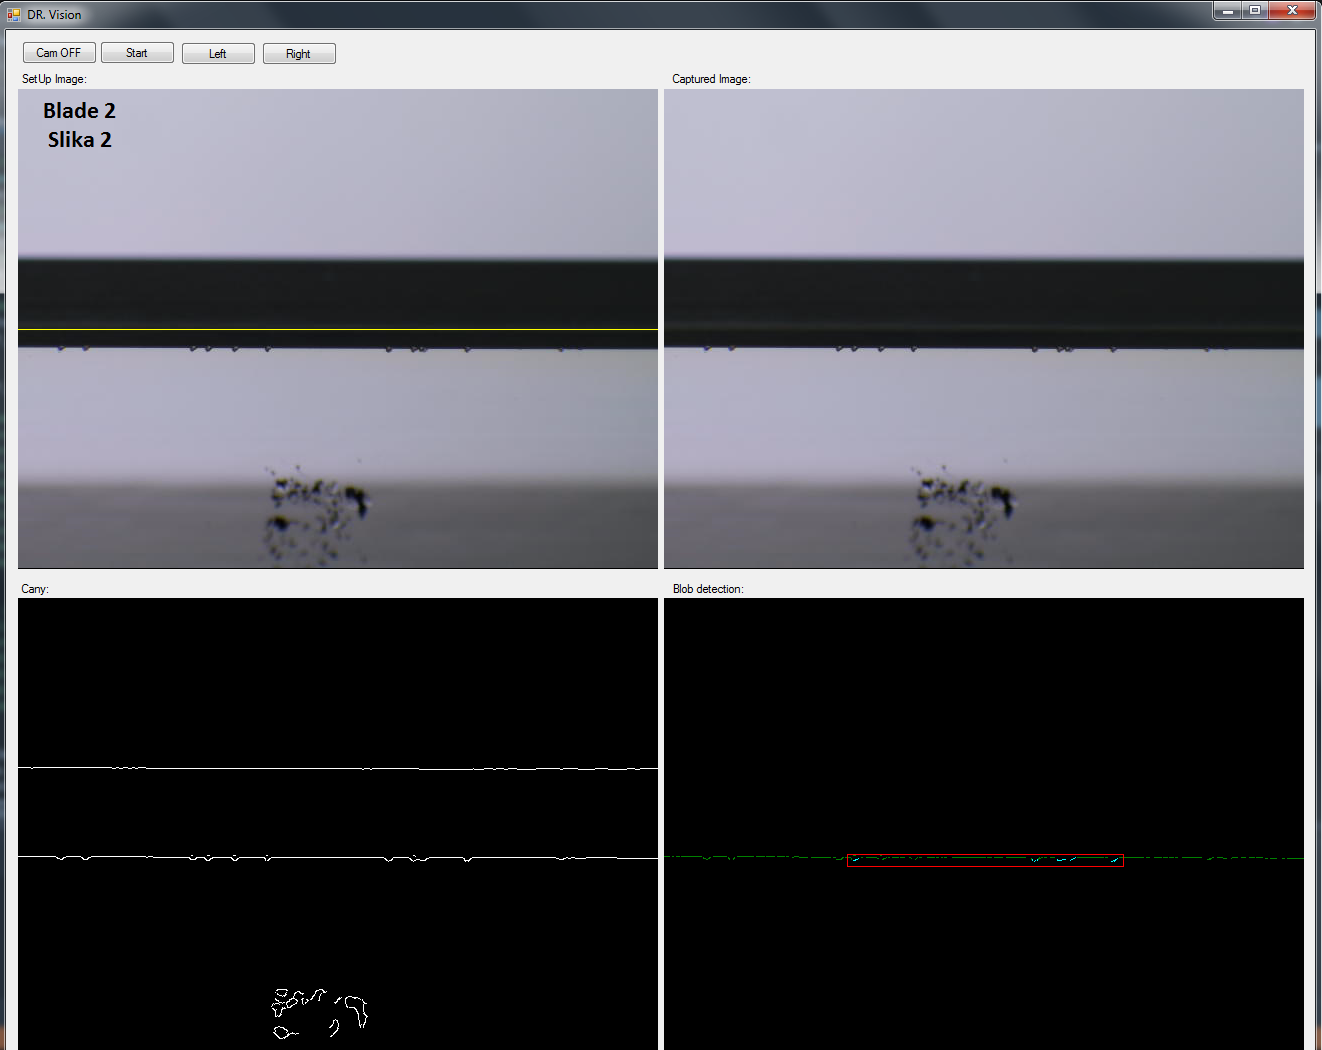 DR. Vision
Cam OFF
Start
Left
Right
SetUp Image:
Captured Image:
Blade 2
Slika 2
Cany:
Blob detection: